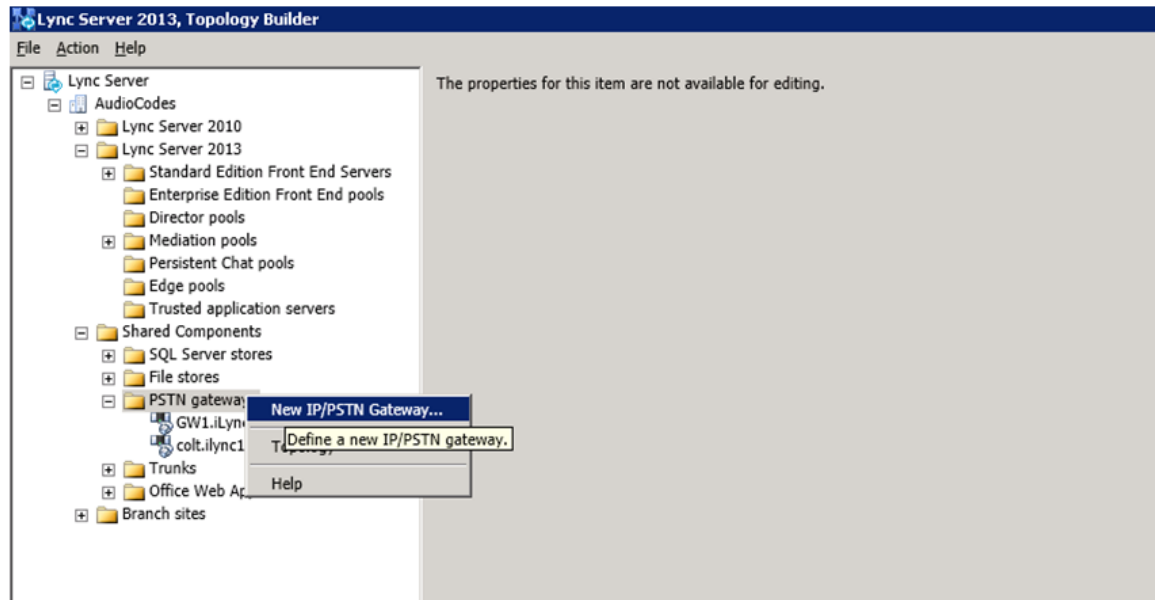 Lync Server 2013, Topology Builder
File Action Help
Lync Server
The properties for this item are not available for editing.
AudioCodes
Lync Server 2010
Lync Server 2013
Standard Edition Front End Servers
Enterprise Edition Front End pools
Director pools
Mediation pools
Persistent Chat pools
Edge pools
Trusted application servers
Shared Components
SQL Server stores
File stores
PSTN
New IP/PSTN Gateway...
Define a new IP/PSTN gateway.
Help
Trunks
Office Web
Branch sites